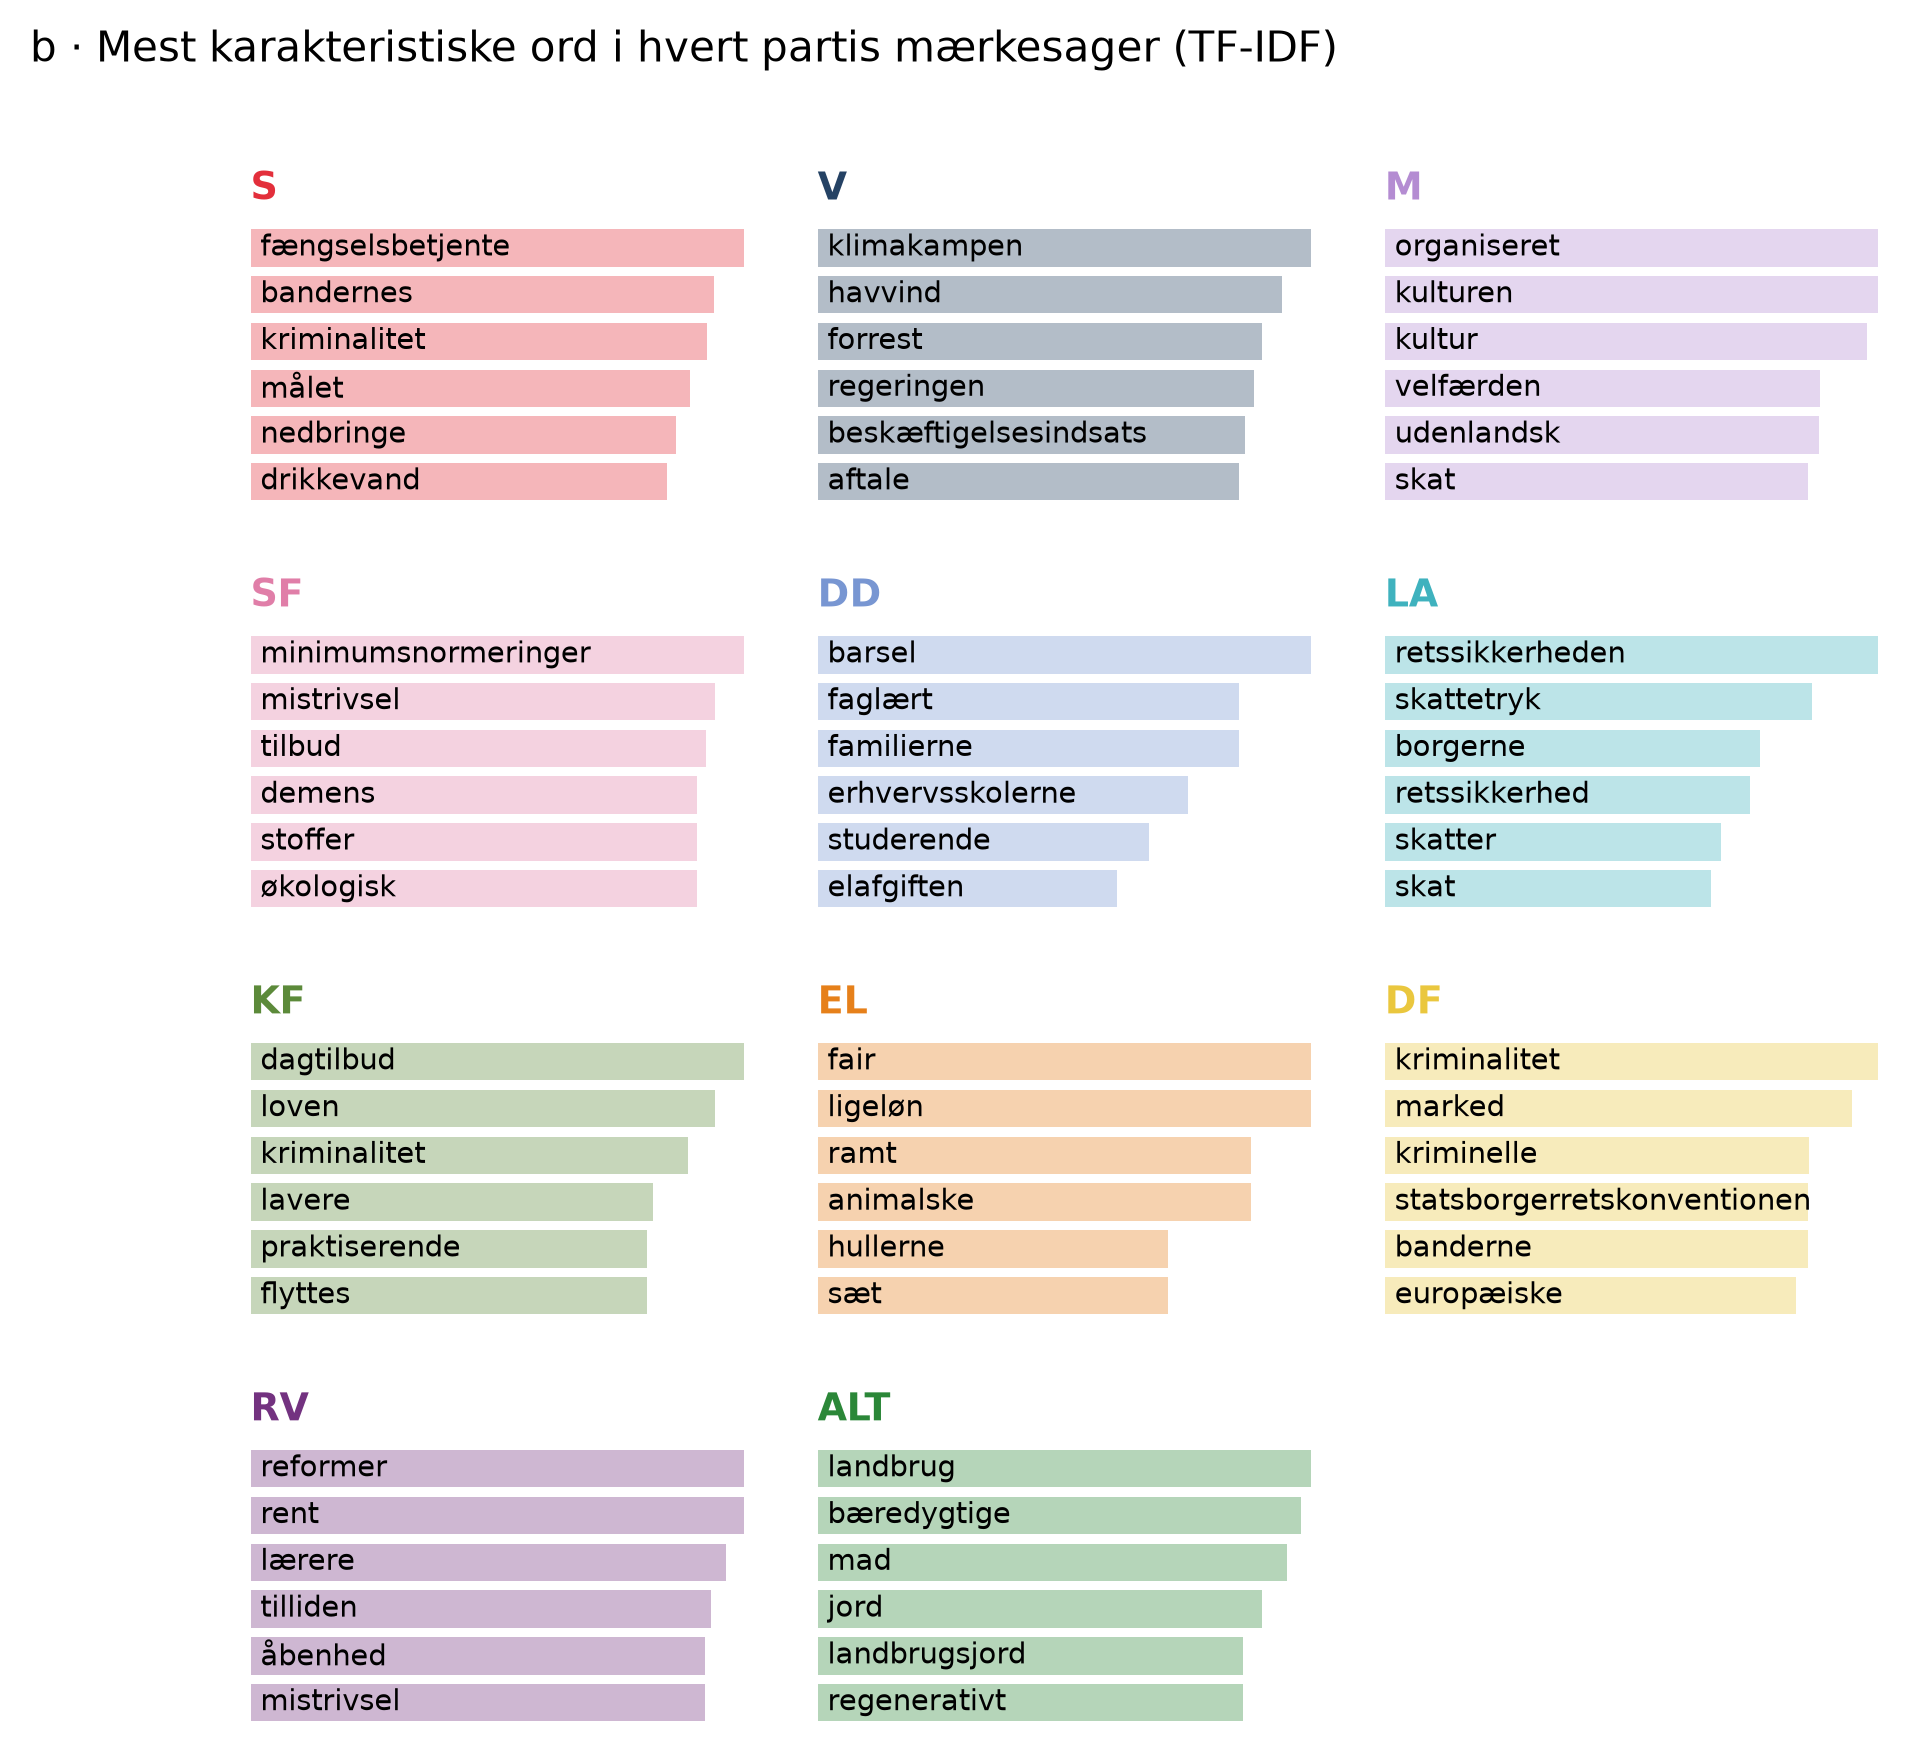 b · Mest karakteristiske ord i hvert partis mærkesager (TF-IDF)
S
fængselsbetjente
bandernes
kriminalitet
målet
nedbringe
drikkevand
V
klimakampen
havvind
forrest
regeringen
beskæftigelsesindsats
aftale
M
organiseret
kulturen
kultur
velfærden
udenlandsk
skat
SF
minimumsnormeringer
mistrivsel
tilbud
demens
stoffer
økologisk
DD
barsel
faglært
familierne
erhvervsskolerne
studerende
elafgiften
LA
retssikkerheden
skattetryk
borgerne
retssikkerhed
skatter
skat
KF
dagtilbud
loven
kriminalitet
lavere
praktiserende
flyttes
EL
fair
ligeløn
ramt
animalske
hullerne
sæt
DF
kriminalitet
marked
kriminelle
statsborgerretskonventionen
banderne
europæiske
RV
reformer
rent
lærere
tilliden
åbenhed
mistrivsel
ALT
landbrug
bæredygtige
mad
jord
landbrugsjord
regenerativt